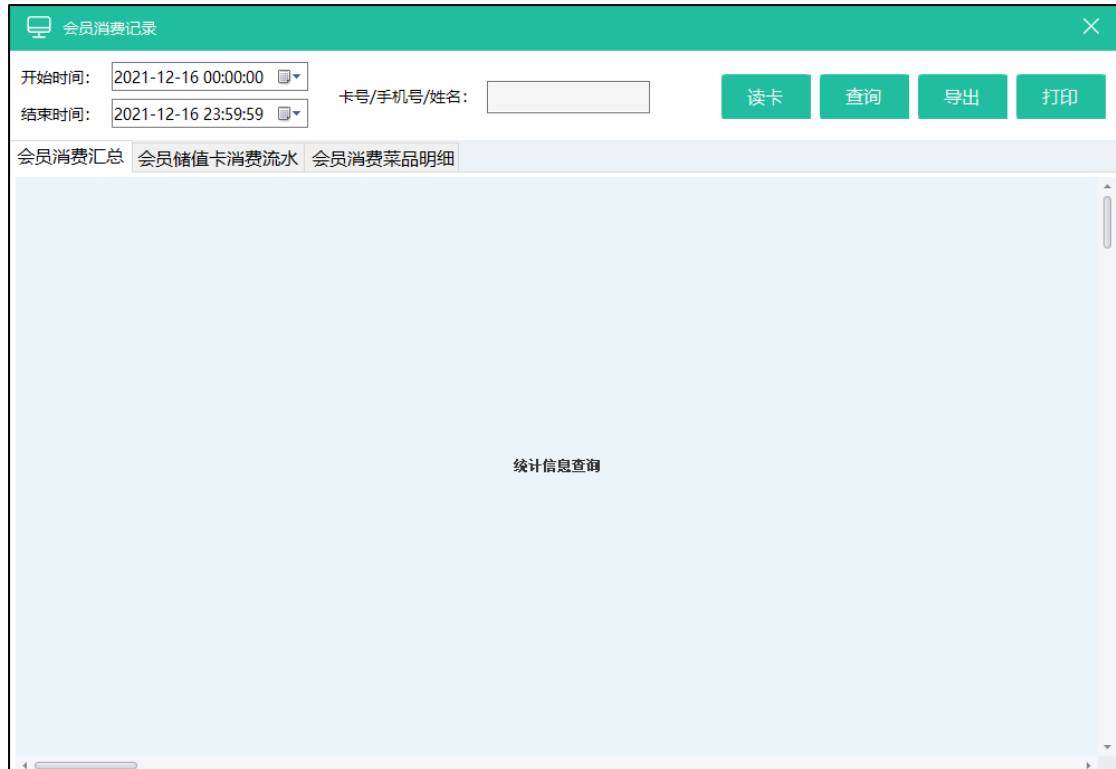 会员消费记录
开始时间： 2021-12-16 00:00:00
卡号/手机号/姓名： 读卡 查询 导出 打印
结束时间： 2021-12-16 23:59:59
会员消费汇总 会员储值卡消费流水 会员消费菜品明细
统计信息查询